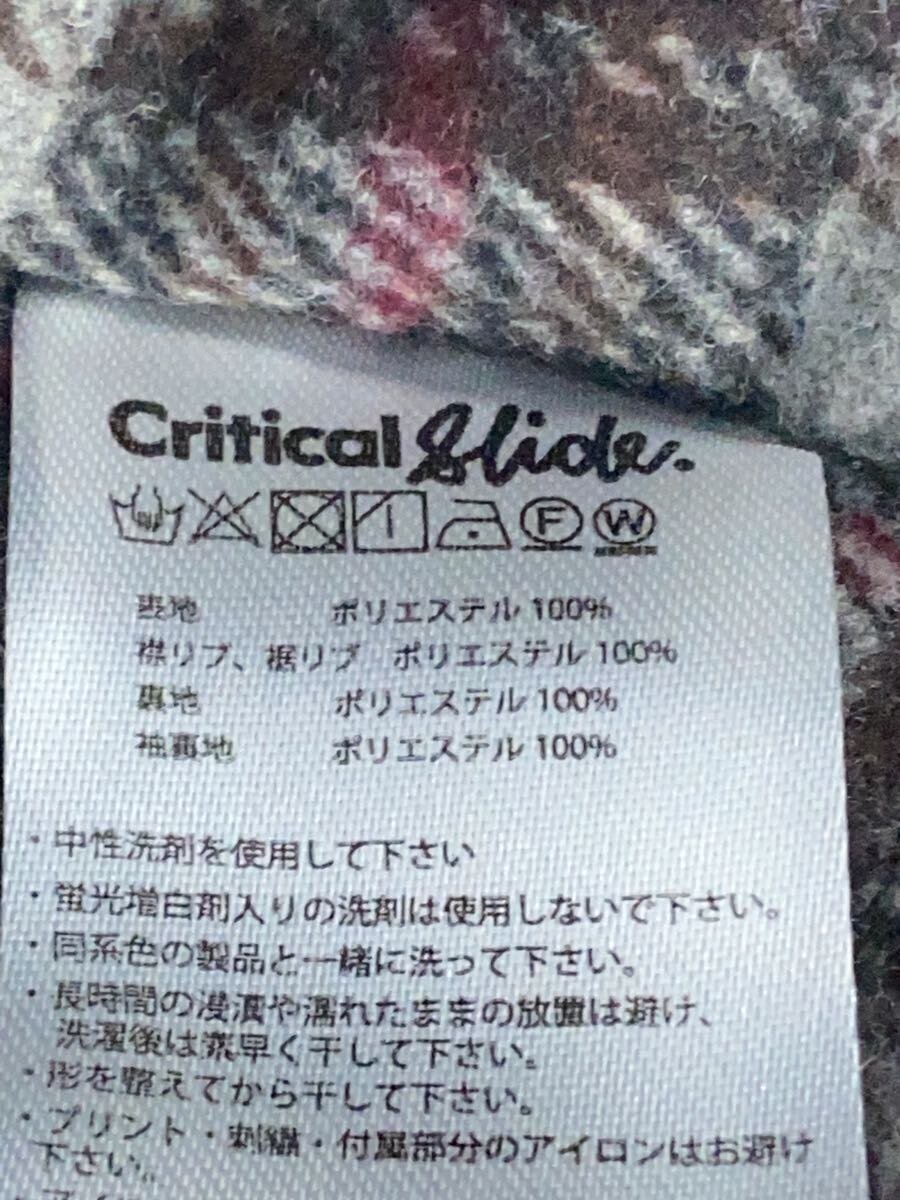 Critical Slide.
F W
表地 ポリエステル 100%
襟リブ、裾リブ ポリエステル 100%
裏地 ポリエステル 100%
袖裏地 ポリエステル 100%
・中性洗剤を使用して下さい
・蛍光増白剤入りの洗剤は使用しないで下さい。
・同系色の製品と一緒に洗って下さい。
・長時間の浸漬や濡れたままの放置は避け、
洗濯後は素早く干して下さい。
・形を整えてから干して下さい。
・プリント・刺繍・付属部分のアイロンはお避け
下さい。